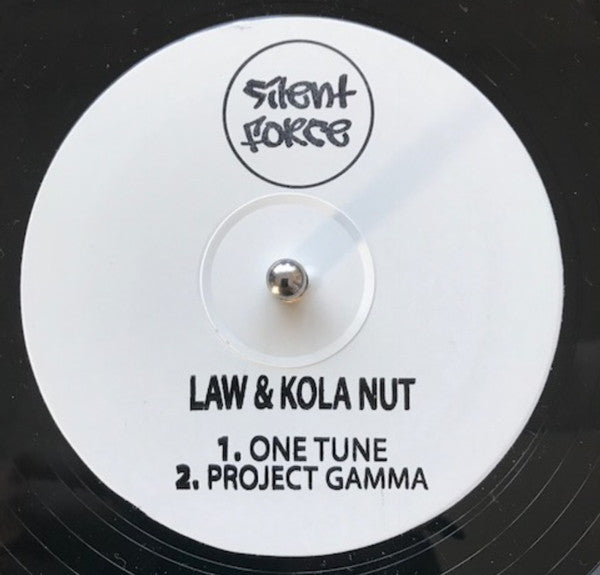 Silent
Force
LAW & KOLA NUT
1. ONE TUNE
2. PROJECT GAMMA